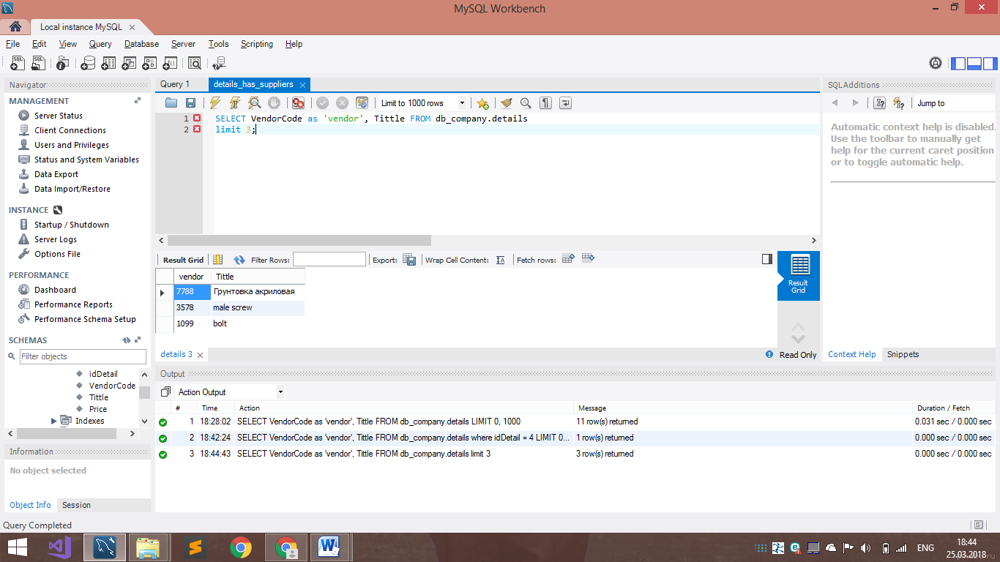 MySQL Workbench
Local instance MySQL
File Edit View Query Database Server Tools Scripting Help
Navigator
MANAGEMENT
Server Status
Client Connections
Users and Privileges
Status and System Variables
Data Export
Data Import/Restore
INSTANCE
Startup / Shutdown
Server Logs
Options File
PERFORMANCE
Dashboard
Performance Reports
Performance Schema Setup
SCHEMAS
Filter objects
idDetail
VendorCode
Tittle
Price
Indexes
Information
No object selected
Object Info Session
Query 1 details_has_suppliers
Limit to 1000 rows
1 SELECT VendorCode as 'vendor', Tittle FROM db_company.details
2 limit 3;
Result Grid Filter Rows: Export: Wrap Cell Content: Fetch rows:
vendor Tittle
7788 Грунтовка акриловая
3578 male screw
1099 bolt
Result
Grid
details 3 Read Only
SQLAdditions
Jump to
Automatic context help is disabled.
Use the toolbar to manually get
help for the current caret position
or to toggle automatic help.
Context Help Snippets
Output
Action Output
# Time Action Message Duration / Fetch
1 18:28:02 SELECT VendorCode as 'vendor', Tittle FROM db_company.details LIMIT 0, 1000 11 row(s) returned 0.031 sec / 0.000 sec
2 18:42:24 SELECT VendorCode as 'vendor', Tittle FROM db_company.details where idDetail = 4 LIMIT 0... 1 row(s) returned 0.000 sec / 0.000 sec
3 18:44:43 SELECT VendorCode as 'vendor', Tittle FROM db_company.details limit 3 3 row(s) returned 0.000 sec / 0.000 sec
Query Completed
ENG
18:44
25.03.2018